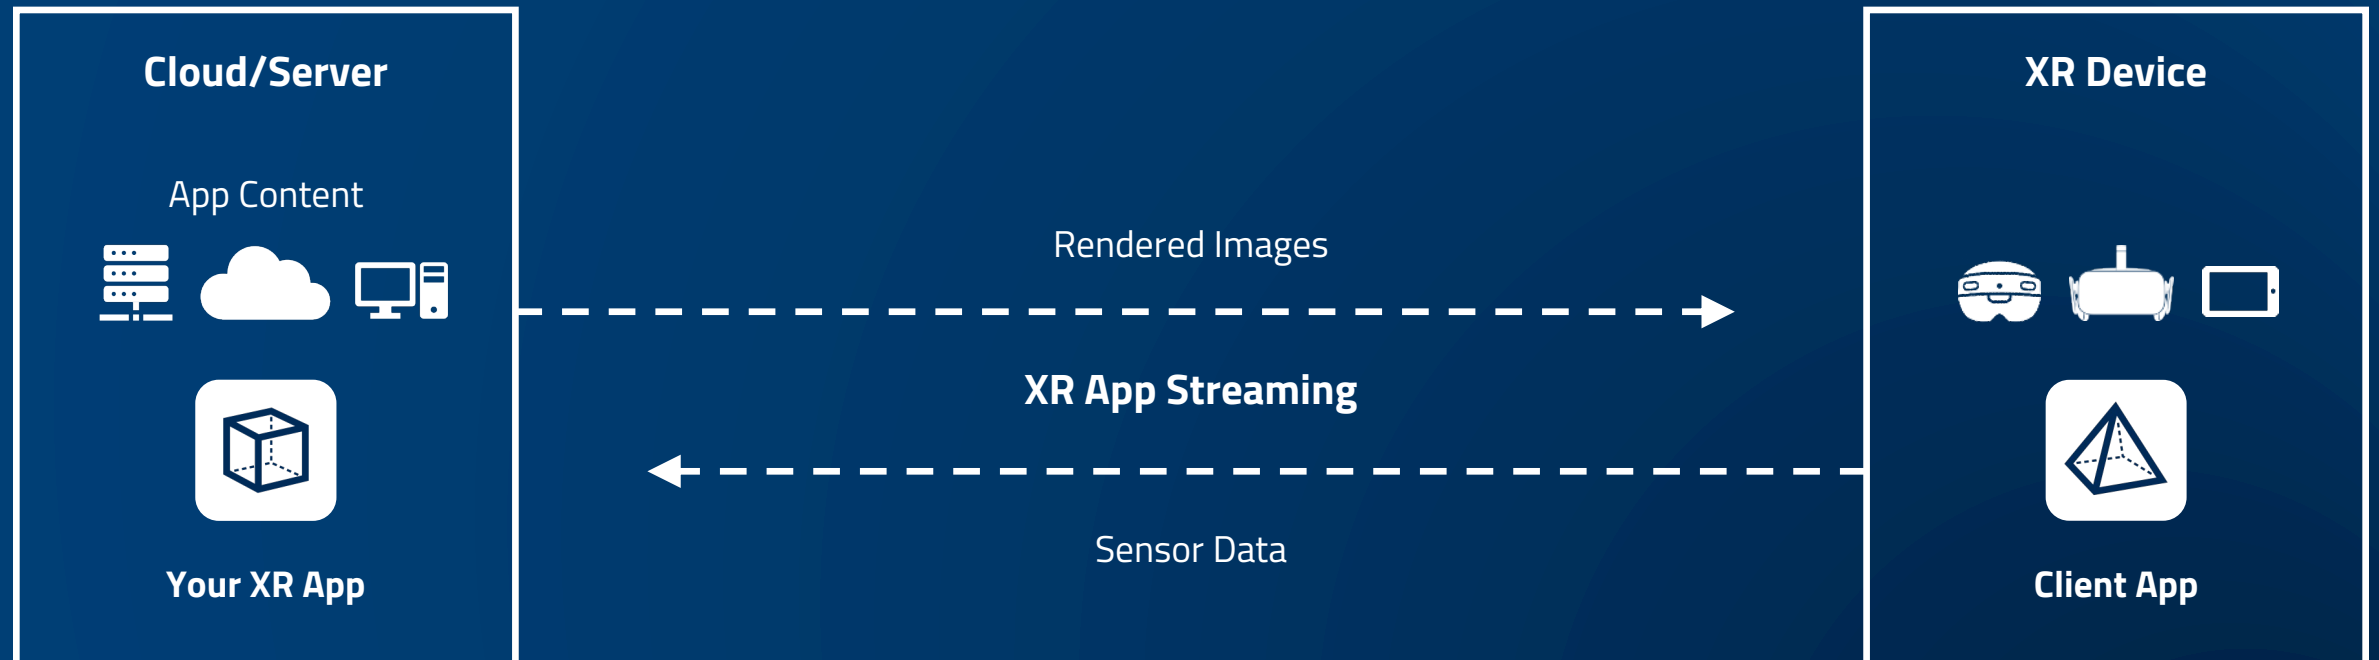 Cloud/Server
App Content
Your XR App
Rendered Images
XR App Streaming
Sensor Data
XR Device
Client App